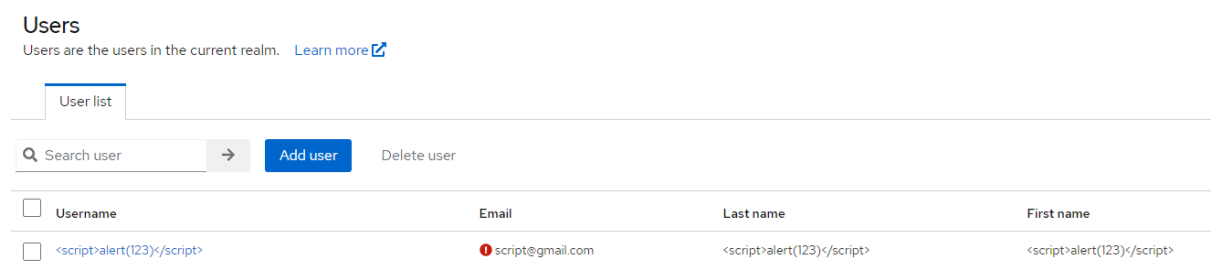 Users
Users are the users in the current realm. Learn more
User list
Search user Add user Delete user
Username Email Last name First name
<script>alert(123)</script> script@gmail.com <script>alert(123)</script> <script>alert(123)</script>